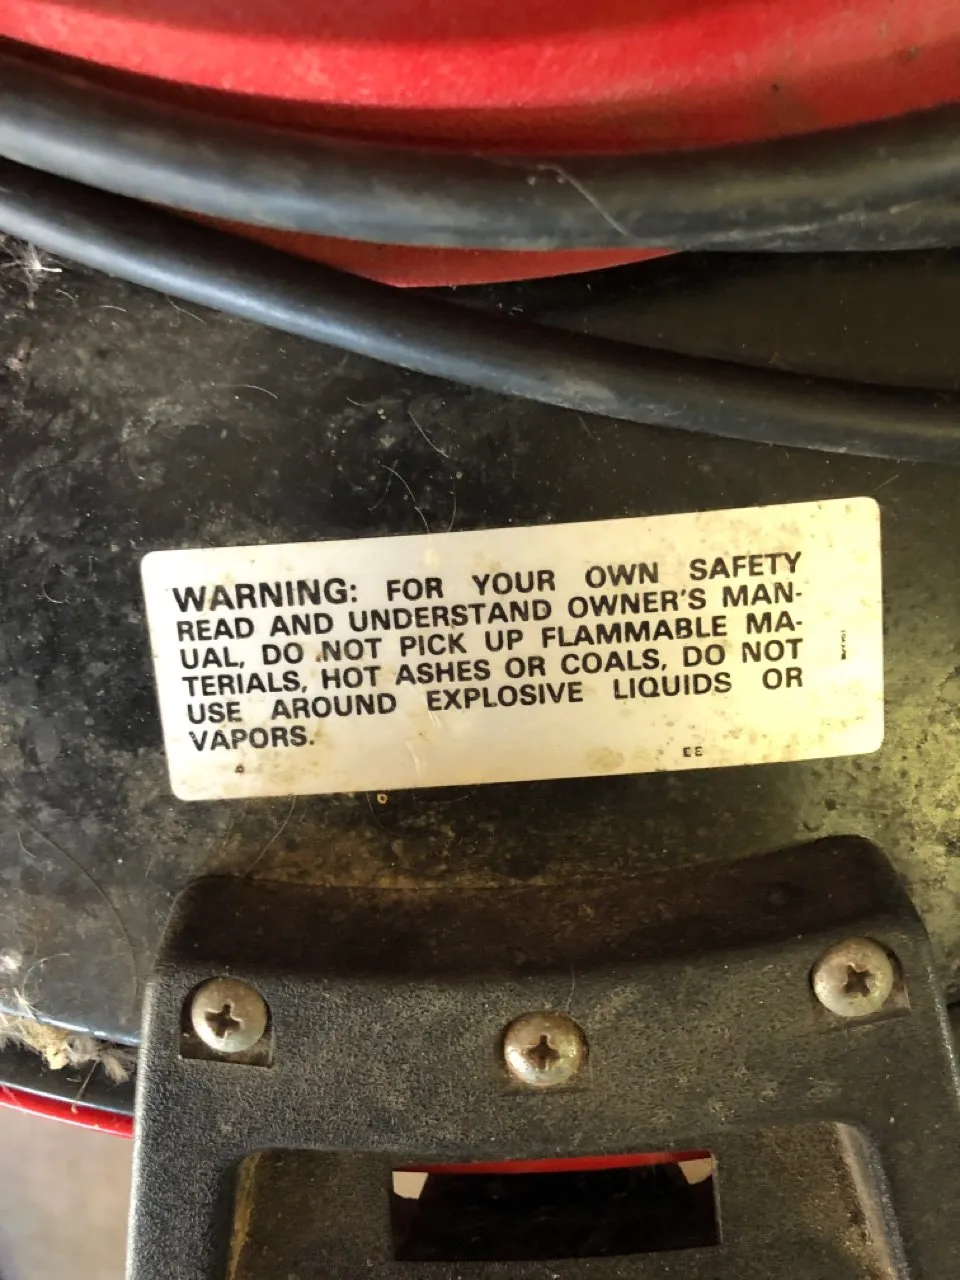 WARNING: FOR YOUR OWN SAFETY
READ AND UNDERSTAND OWNER'S MAN-
UAL, DO NOT PICK UP FLAMMABLE MA-
TERIALS, HOT ASHES OR COALS, DO NOT
USE AROUND EXPLOSIVE LIQUIDS OR
VAPORS.
EE